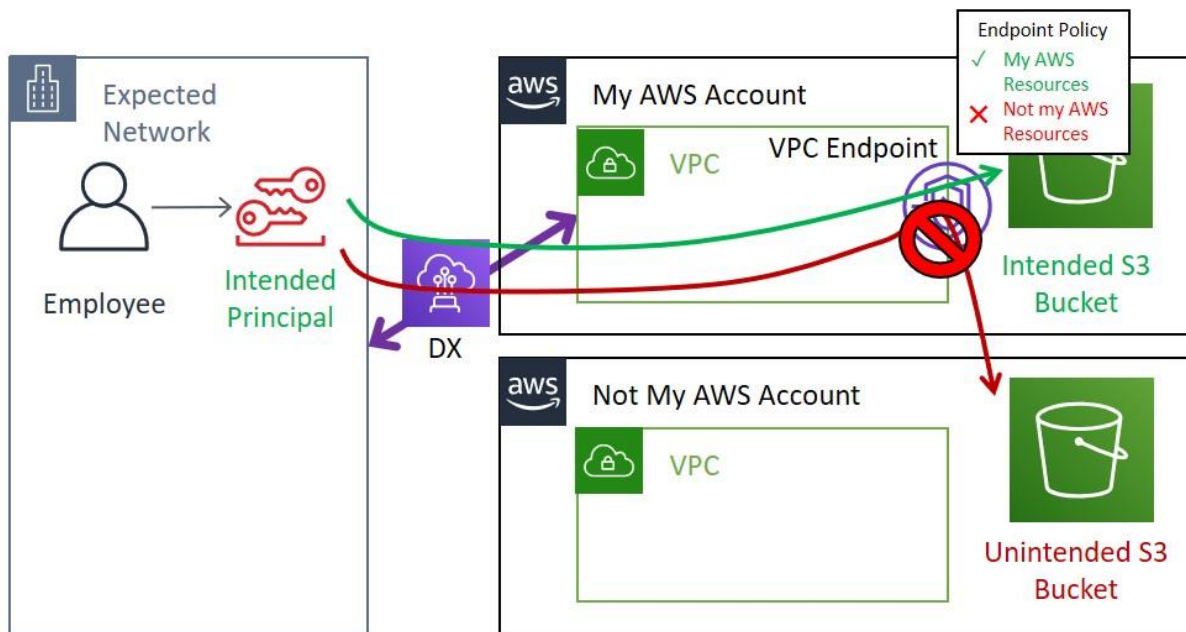 Endpoint Policy
✓ My AWS
Resources
✕ Not my AWS
Resources
Expected
Network
aws
My AWS Account
VPC
VPC Endpoint
Employee
Intended
Principal
DX
Intended S3
Bucket
aws
Not My AWS Account
VPC
Unintended S3
Bucket